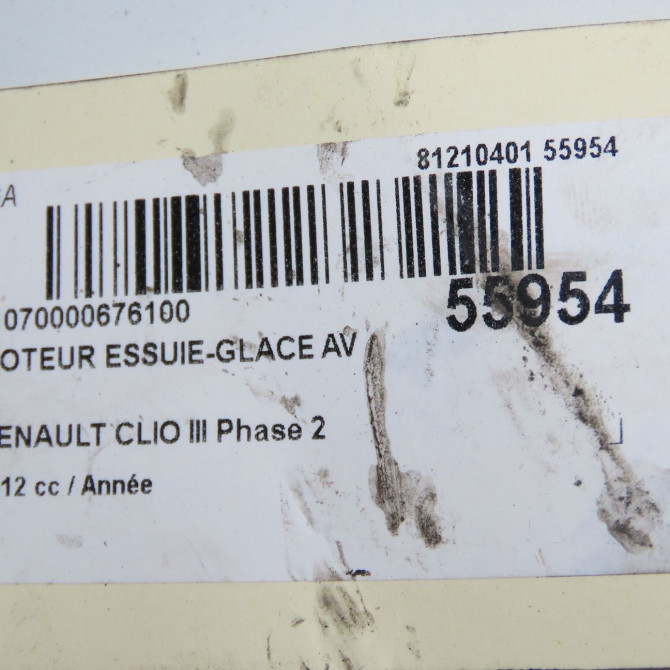 81210401 55954
070000676100
55954
OTEUR ESSUIE-GLACE AV
ENAULT CLIO III Phase 2
12 cc / Année